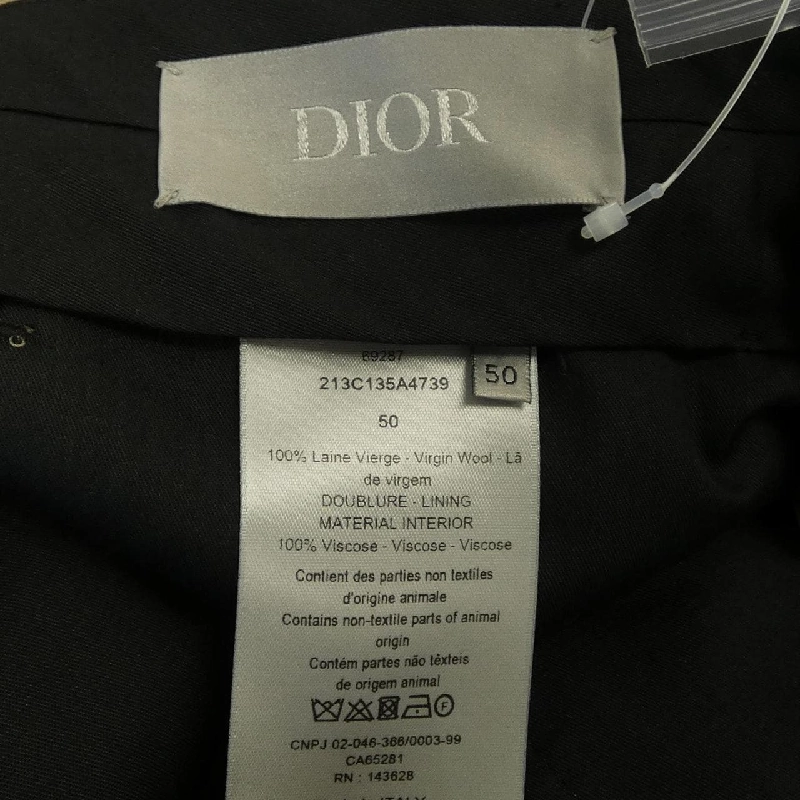 DIOR
69287
213C135A4739
50
50
100% Laine Vierge - Virgin Wool - Lã
de virgem
DOUBLURE - LINING
MATERIAL INTERIOR
100% Viscose - Viscose - Viscose
Contient des parties non textiles
d'origine animale
Contains non-textile parts of animal
origin
Contém partes não têxteis
de origem animal
F
CNPJ 02-046-366/0003-99
CA65281
RN : 143628
ITALY